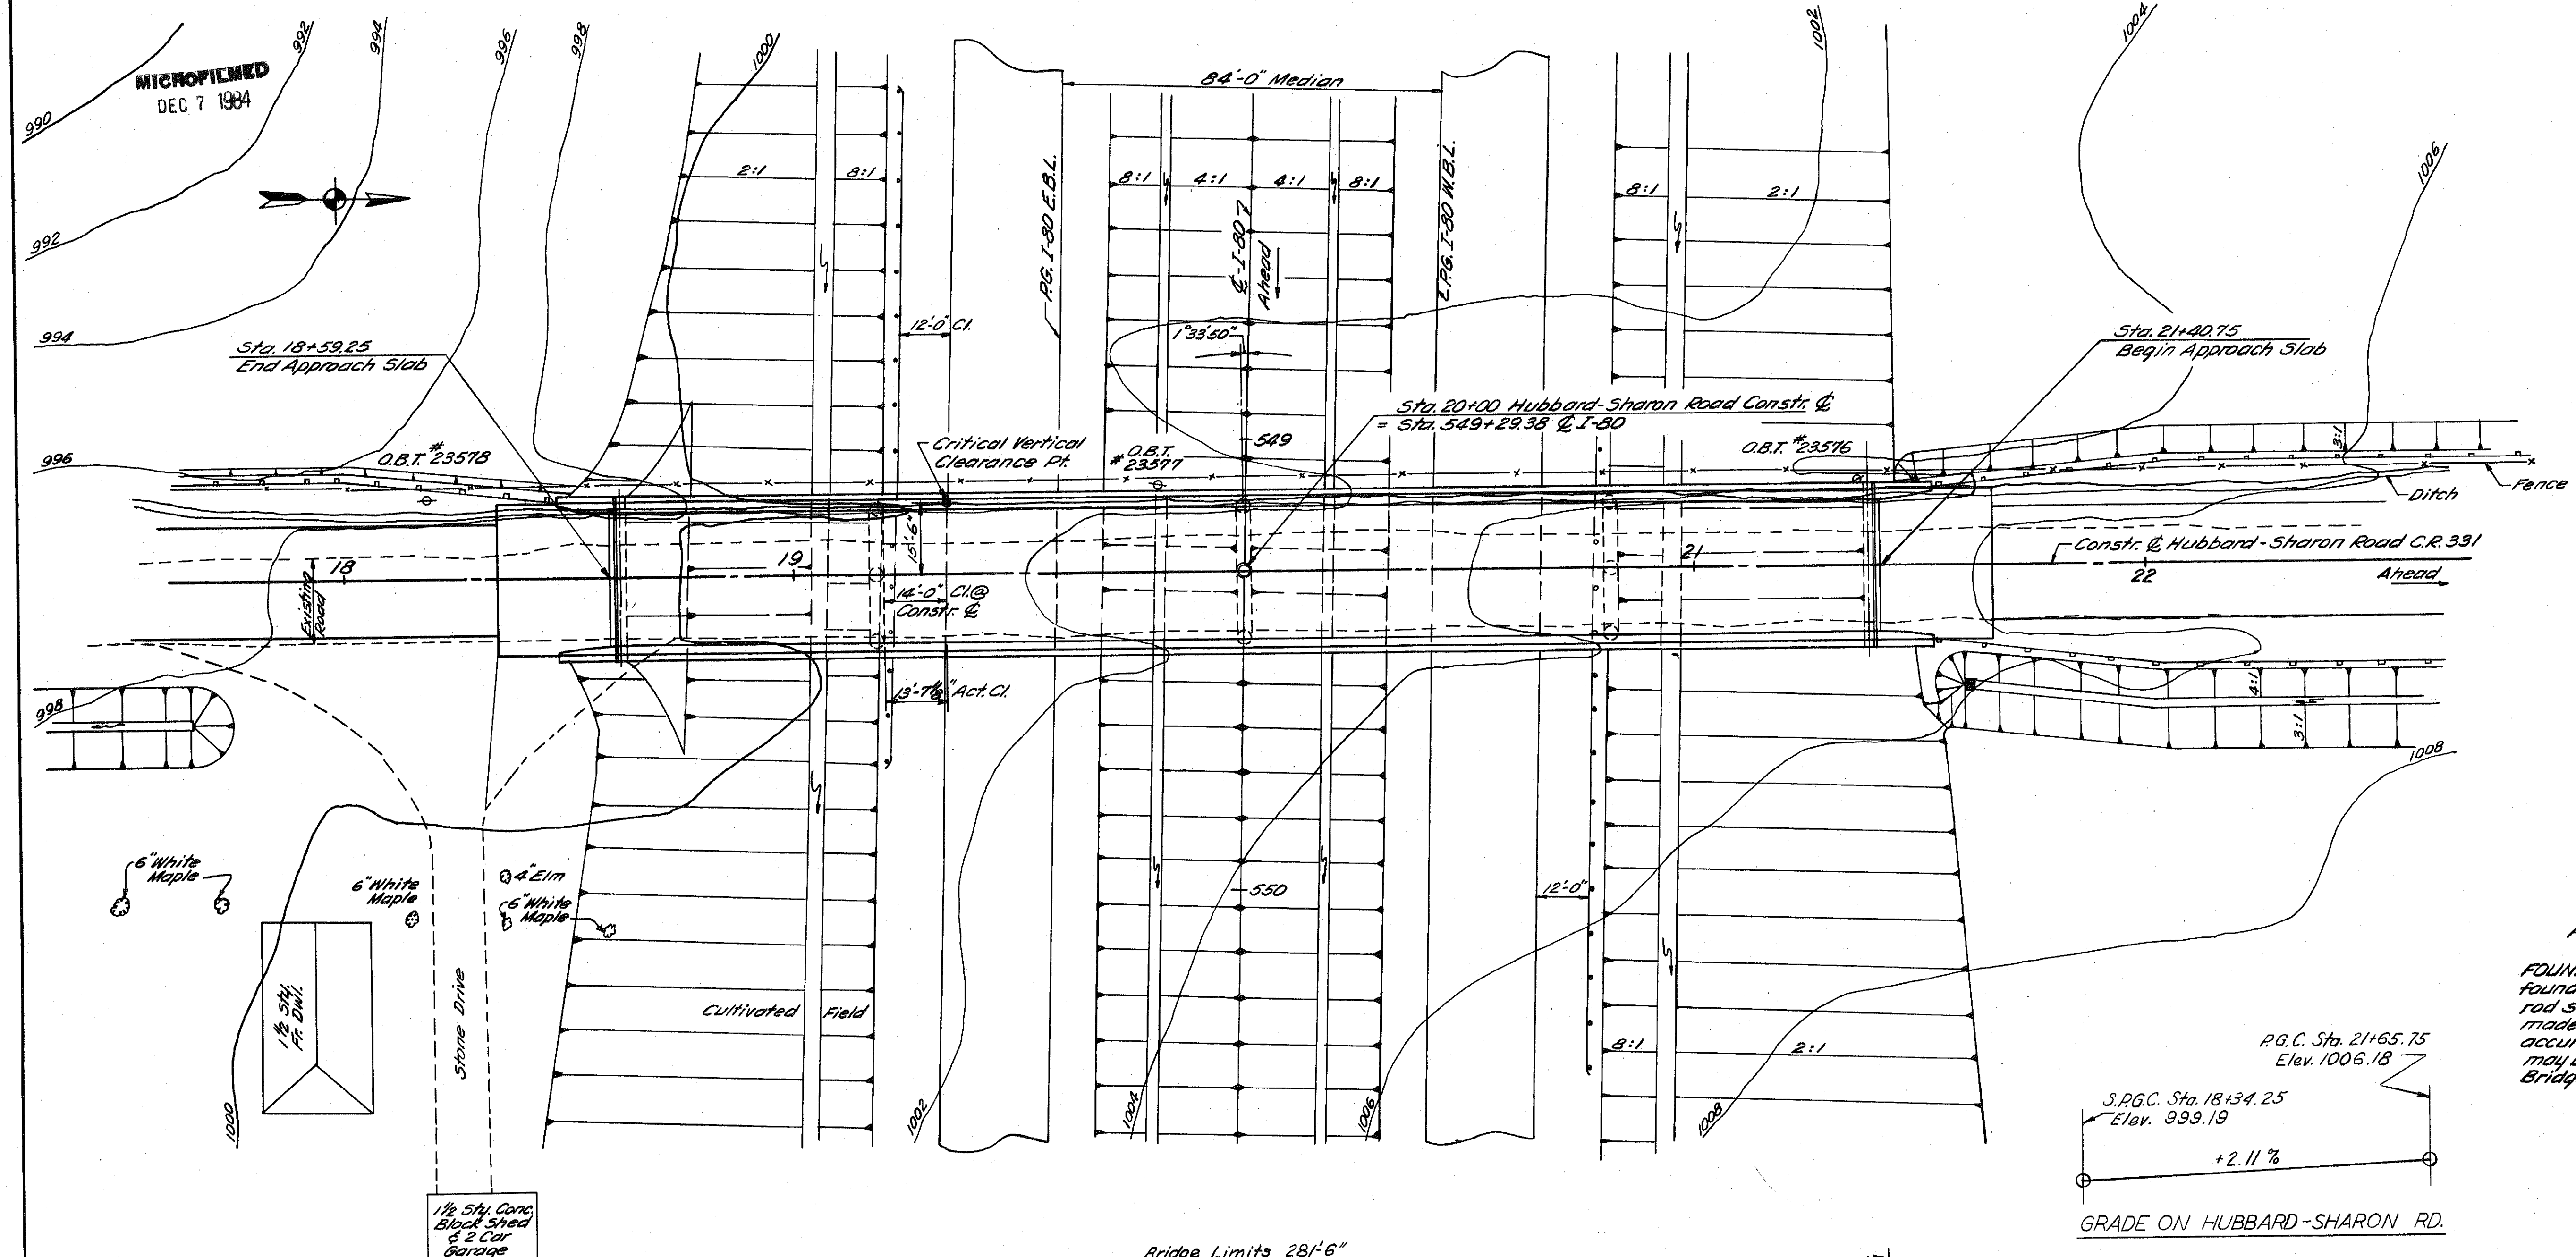 990
992
994
996
998
1000
1002
1004
1006
MICROFILMED
DEC 7 1984
84'-0" Median
992
994
996
998
2:1
8:1
8:1
4:1
4:1
8:1
8:1
2:1
P.G. I-80 E.B.L.
℄ I-80
Ahead
P.G. I-80 W.B.L.
12'-0" Cl.
1°33'50"
Sta. 18+59.25
End Approach Slab
Sta. 21+40.75
Begin Approach Slab
Sta. 20+00 Hubbard-Sharon Road Constr. ℄
= Sta. 549+29.38 ℄ I-80
O.B.T. #23578
Critical Vertical
Clearance Pt.
O.B.T.
#23577
549
O.B.T. #23576
3:1
Ditch
Fence
15'-6"
18
19
21
22
Constr. ℄ Hubbard-Sharon Road C.R. 331
Ahead
Existing
Road
14'-0" Cl.@
Constr. ℄
13'-7⅛" Act. Cl.
4:1
3:1
1008
6" White
Maple
6" White
Maple
4" Elm
6" White
Maple
550
12'-0"
1½ Sty.
Fr. Dwl.
Stone Drive
Cultivated Field
8:1
2:1
1000
1002
1004
1006
1008
P.G.C. Sta. 21+65.75
Elev. 1006.18
S.P.G.C. Sta. 18+34.25
Elev. 999.19
+2.11 %
GRADE ON HUBBARD-SHARON RD.
1½ Sty. Conc.
Block Shed
& 2 Car
Garage
Bridge Limits 281'-6"
rod
made
may